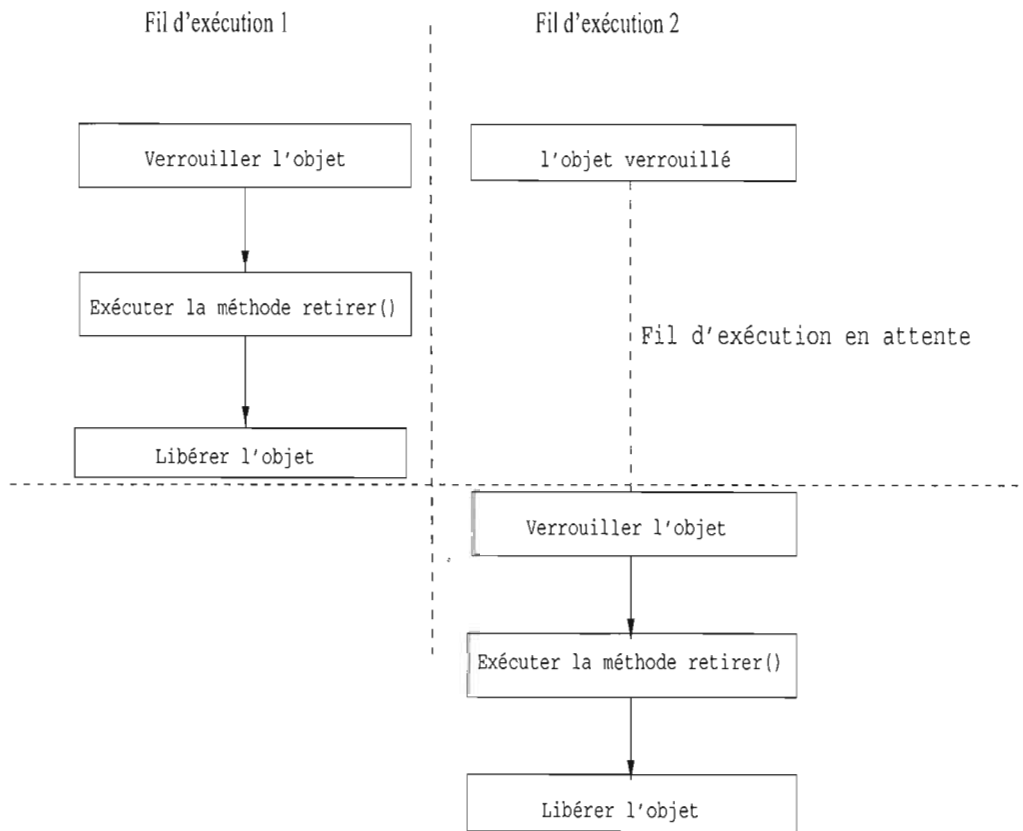 Fil d'exécution 1
Fil d'exécution 2
Verrouiller l'objet
l'objet verrouillé
Exécuter la méthode retirer()
Fil d'exécution en attente
Libérer l'objet
Verrouiller l'objet
Exécuter la méthode retirer()
Libérer l'objet